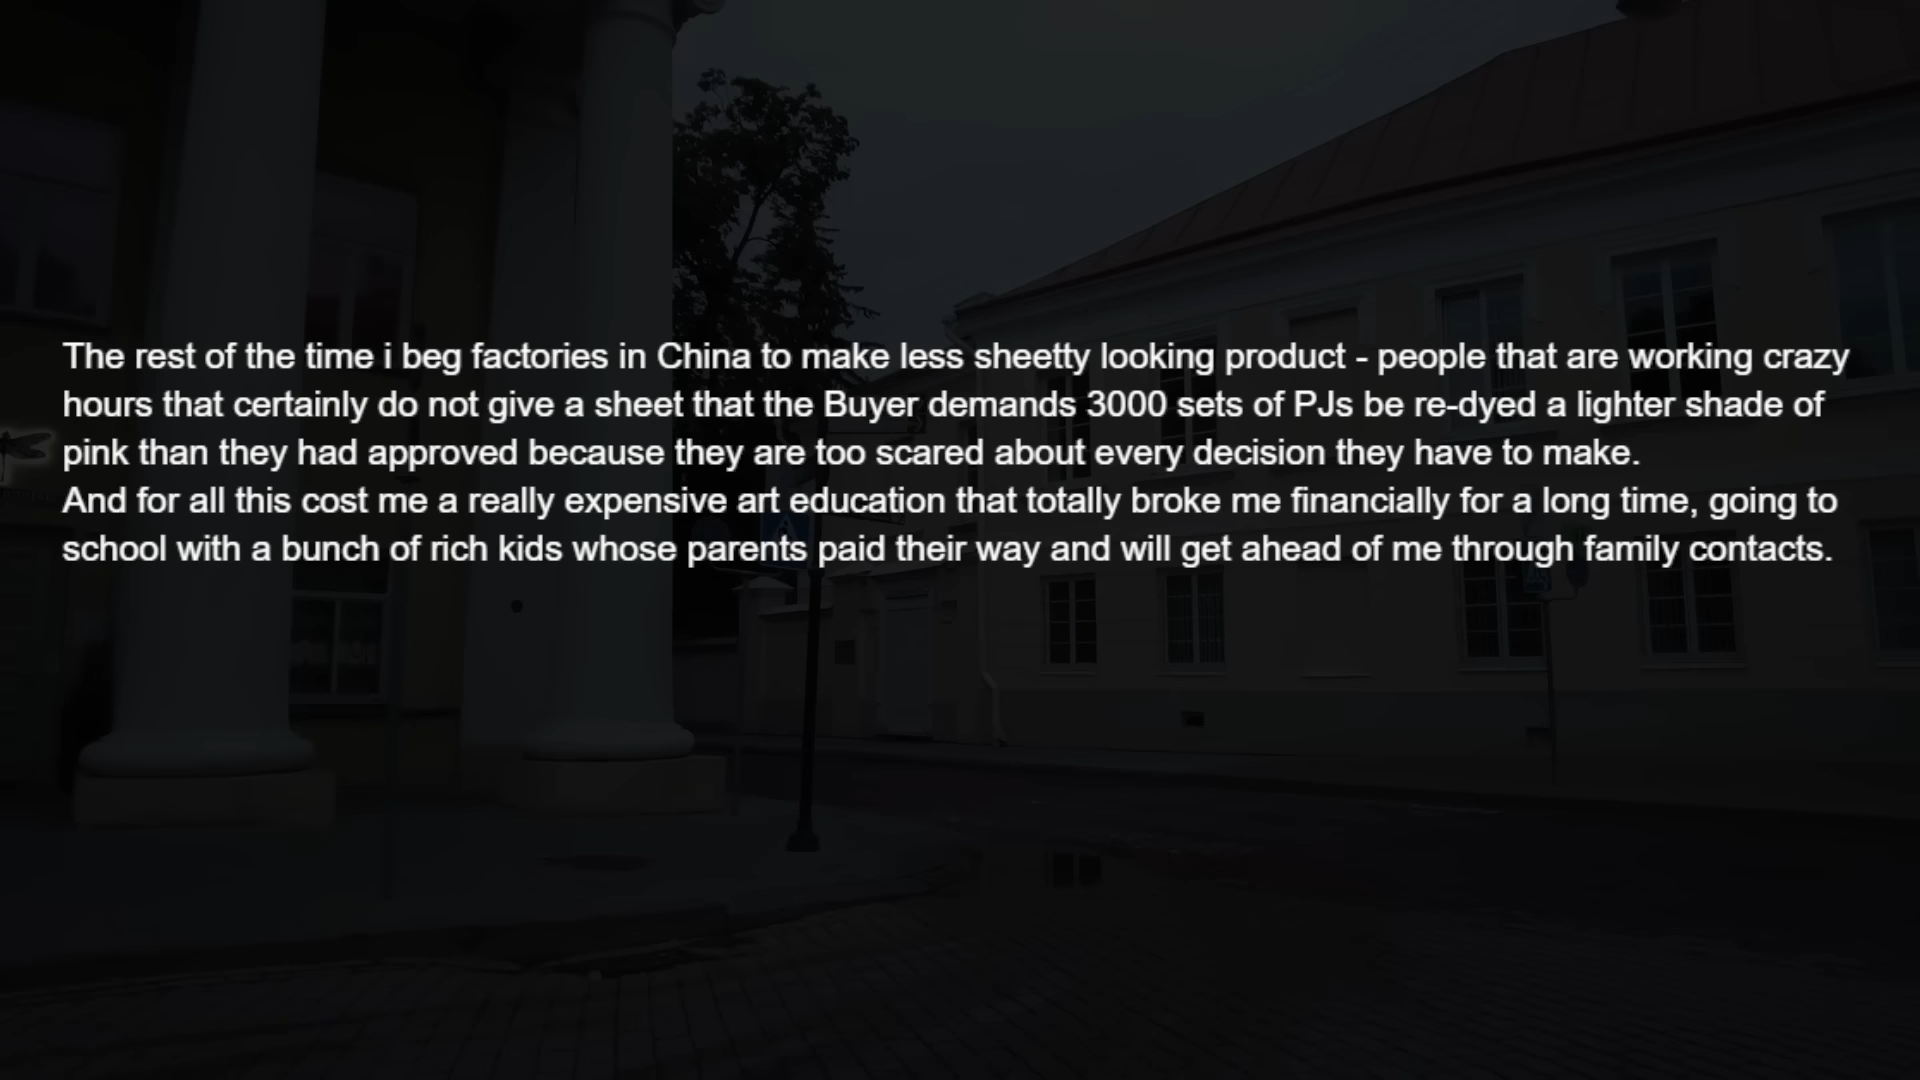 The rest of the time i beg factories in China to make less sheetty looking product - people that are working crazy
hours that certainly do not give a sheet that the Buyer demands 3000 sets of PJs be re-dyed a lighter shade of
pink than they had approved because they are too scared about every decision they have to make.
And for all this cost me a really expensive art education that totally broke me financially for a long time, going to
school with a bunch of rich kids whose parents paid their way and will get ahead of me through family contacts.